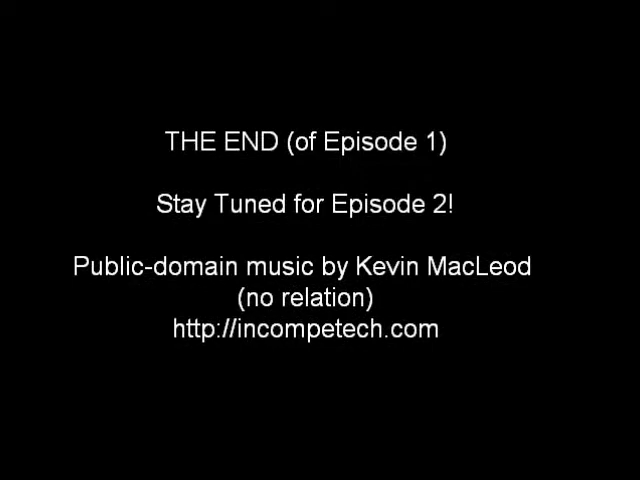 THE END (of Episode 1)
Stay Tuned for Episode 2!
Public-domain music by Kevin MacLeod
(no relation)
http://incompetech.com